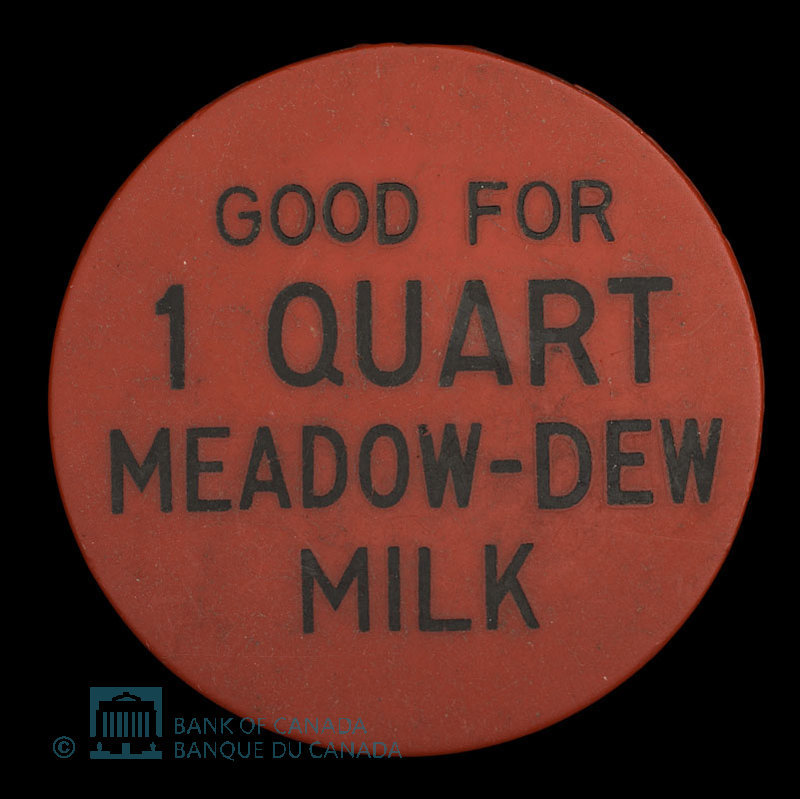 GOOD FOR
1 QUART
MEADOW-DEW
MILK
© BANK OF CANADA
BANQUE DU CANADA